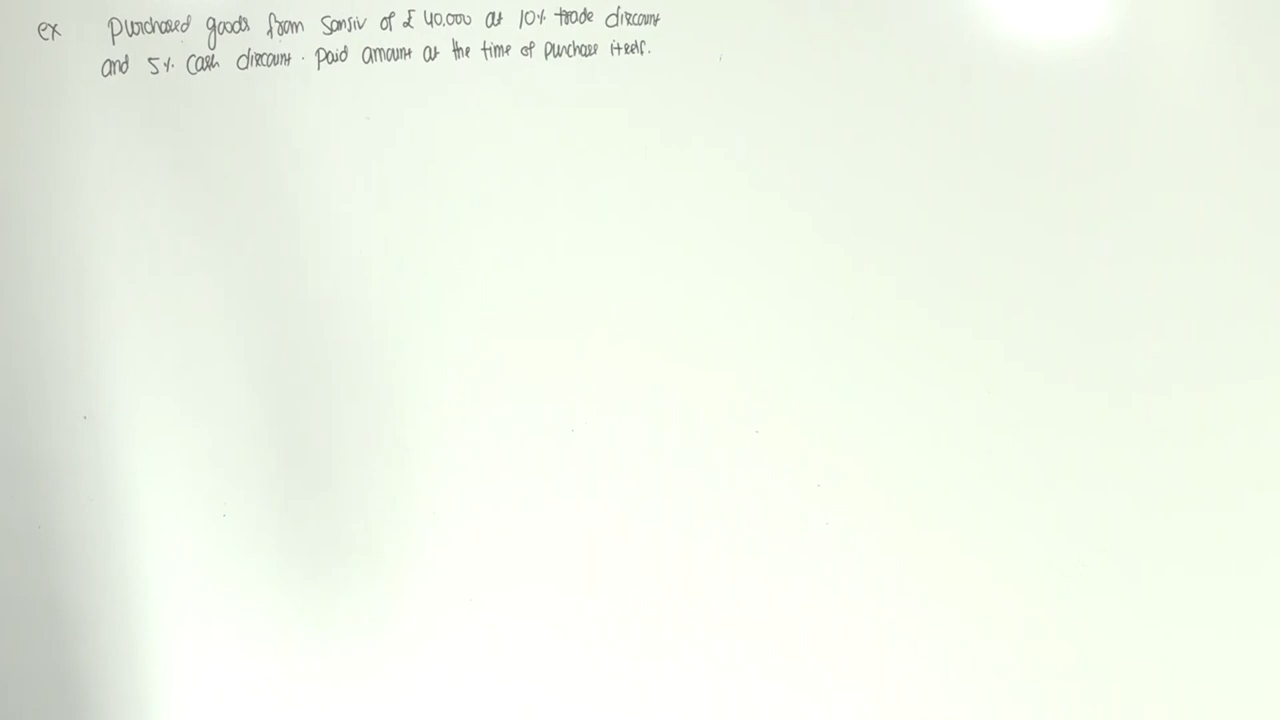 ex purchased goods from Sansiv of ₤ 40,000 at 10% trade discount
and 5% cash discount. paid amount at the time of purchase itself.